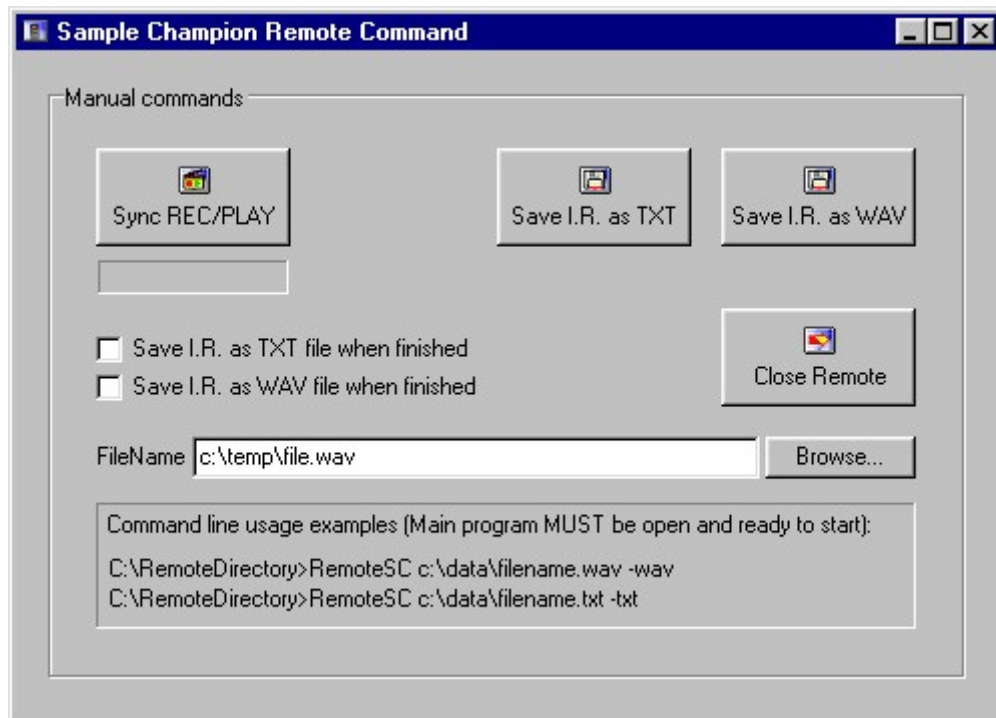 Sample Champion Remote Command
Manual commands
Sync REC/PLAY
Save I.R. as TXT
Save I.R. as WAV
Save I.R. as TXT file when finished
Save I.R. as WAV file when finished
Close Remote
FileName c:\temp\file.wav Browse...
Command line usage examples (Main program MUST be open and ready to start):
C:\RemoteDirectory>RemoteSC c:\data\filename.wav -wav
C:\RemoteDirectory>RemoteSC c:\data\filename.txt -txt